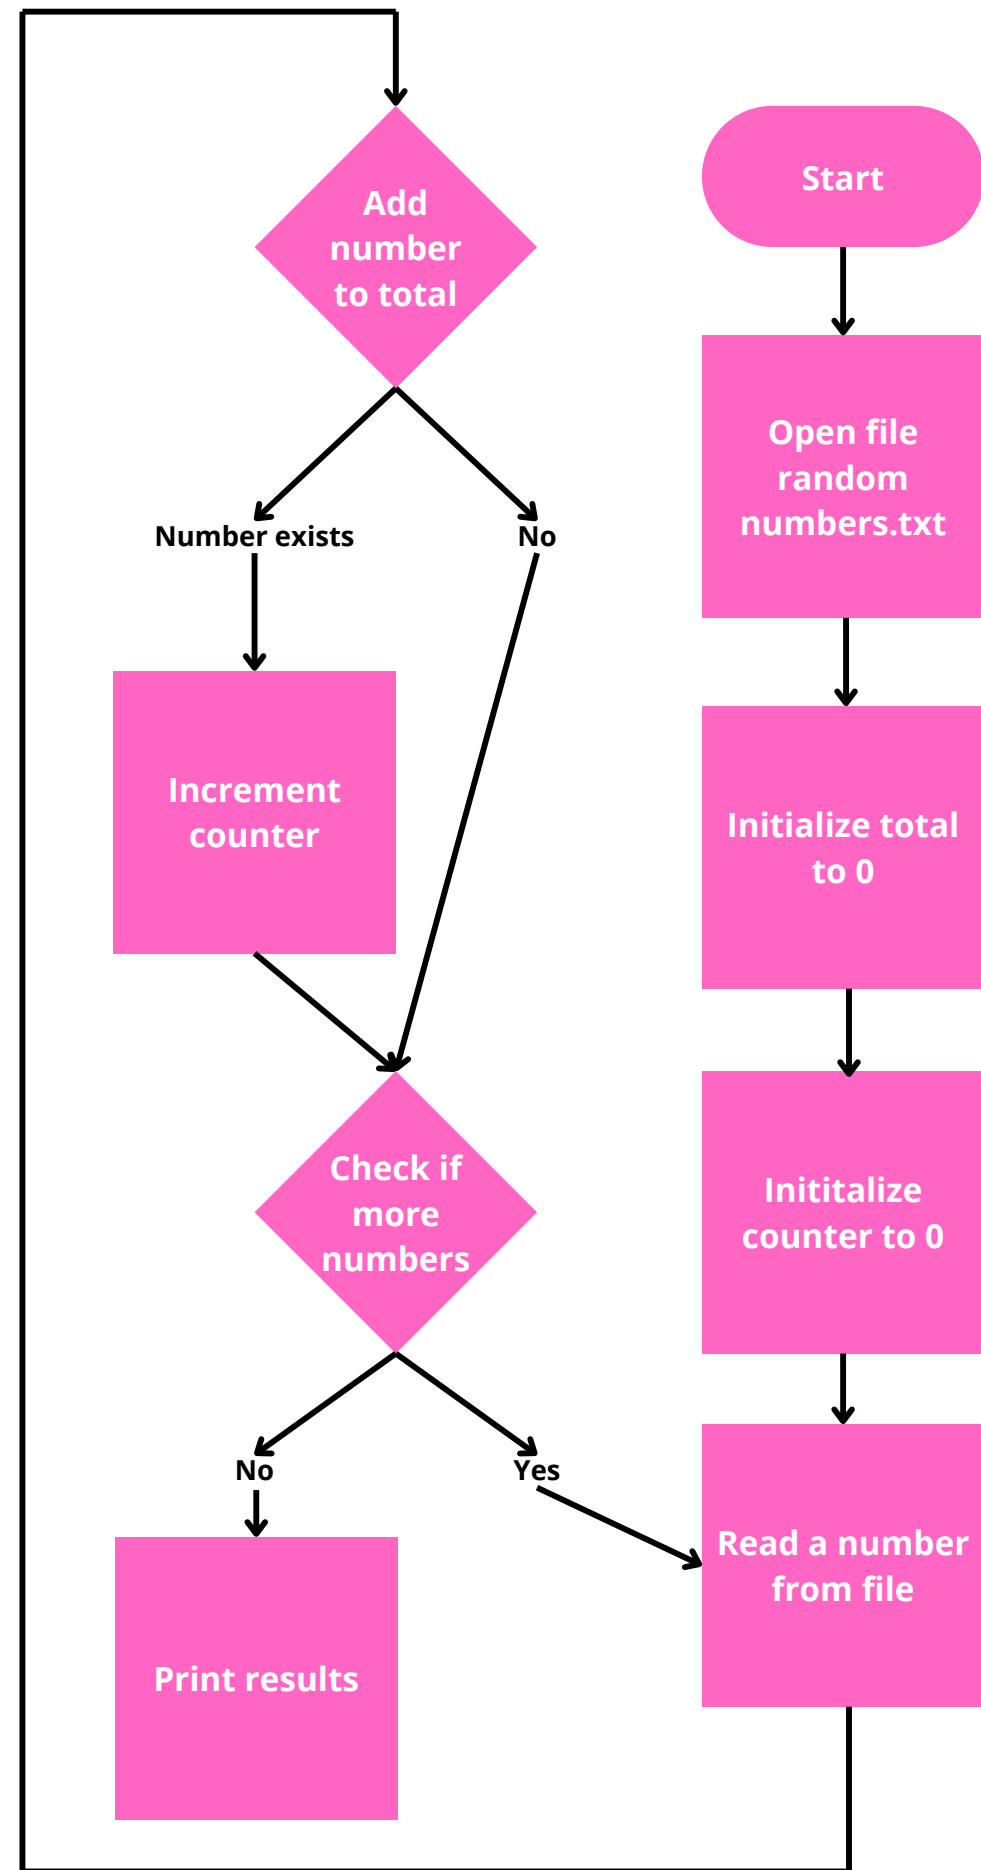 Start
Open file
random
numbers.txt
Initialize total
to 0
Inititalize
counter to 0
Read a number
from file
Add
number
to total
Number exists
No
Increment
counter
Check if
more
numbers
No
Yes
Print results